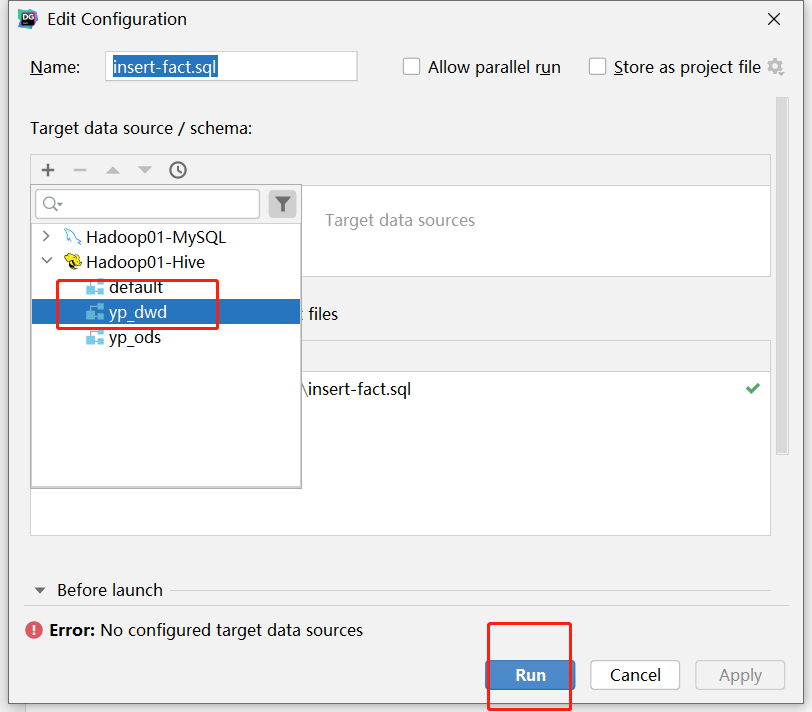 DG
Edit Configuration
Name: insert-fact.sql Allow parallel run Store as project file
Target data source / schema:
Target data sources
Hadoop01-MySQL
Hadoop01-Hive
default
yp_dwd
yp_ods
files
\insert-fact.sql
Before launch
Error: No configured target data sources
Run Cancel Apply